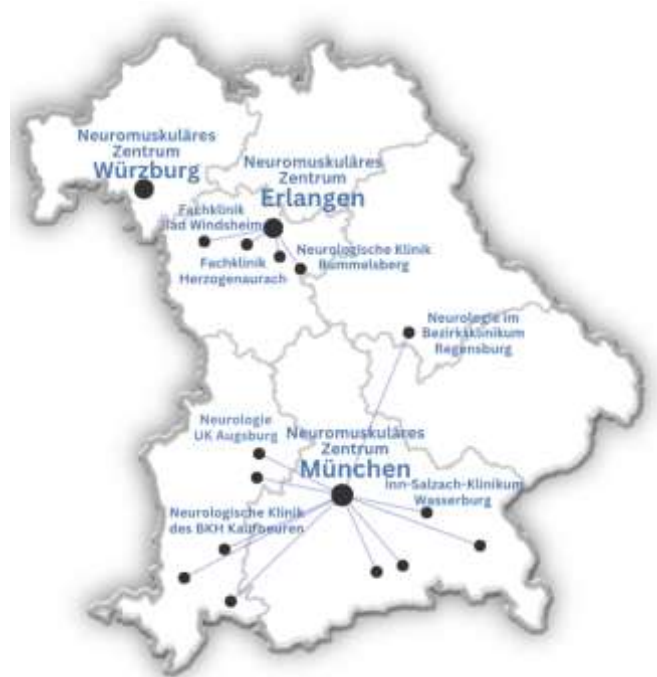 Neuromuskuläres
Zentrum
Würzburg
Neuromuskuläres
Zentrum
Erlangen
Fachklinik
Bad Windsheim
Fachklinik
Herzogenaurach
Neurologische Klinik
Rummelsberg
Neurologie im
Bezirksklinikum
Regensburg
Neurologie
UK Augsburg
Neuromuskuläres
Zentrum
München
Inn-Salzach-Klinikum
Wasserburg
Neurologische Klinik
des BKH Kaufbeuren